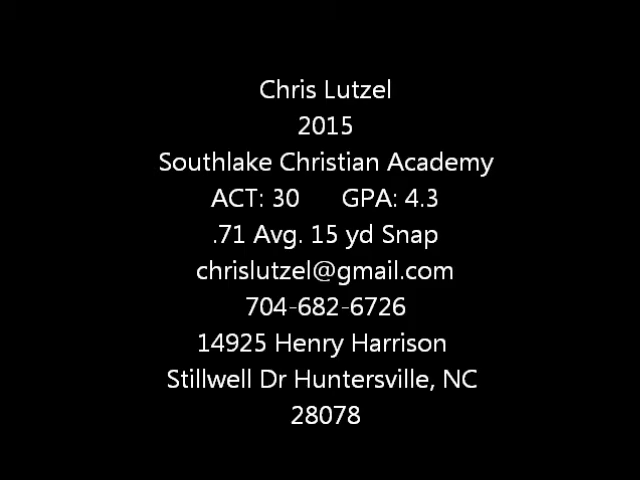 Chris Lutzel
2015
Southlake Christian Academy
ACT: 30 GPA: 4.3
.71 Avg. 15 yd Snap
chrislutzel@gmail.com
704-682-6726
14925 Henry Harrison
Stillwell Dr Huntersville, NC
28078